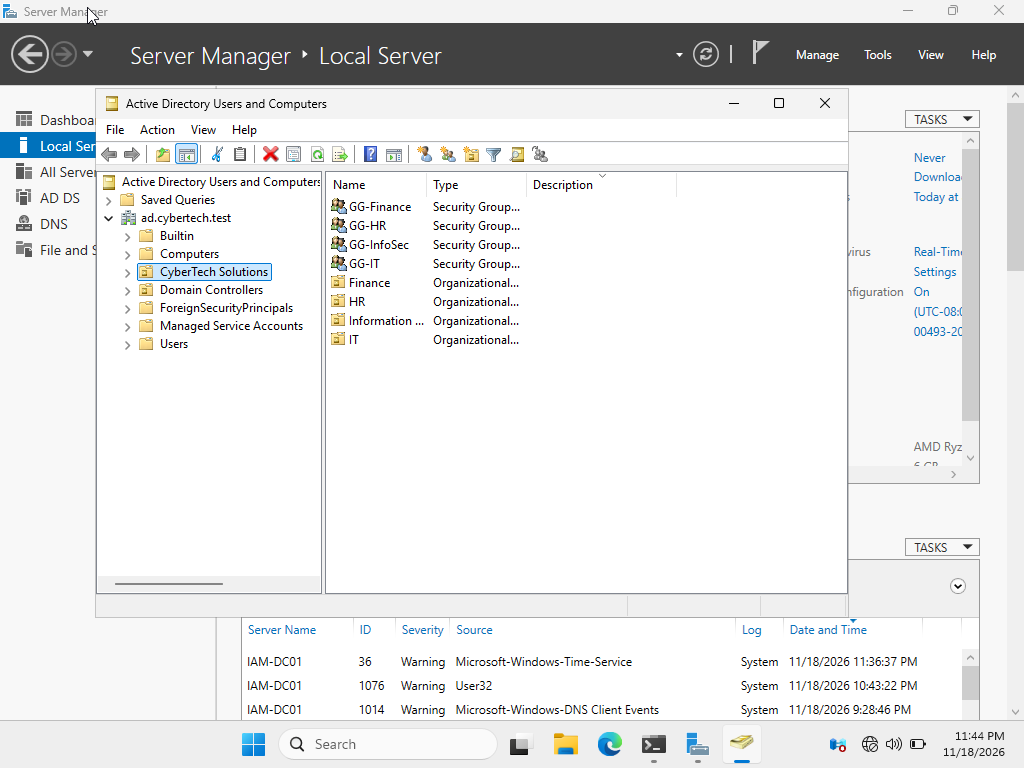 Server Manager
Server Manager • Local Server
Manage Tools View Help
Dashboa
Local Ser
All Server
AD DS
DNS
File and S
Active Directory Users and Computers
File Action View Help
Active Directory Users and Computers
Saved Queries
ad.cybertech.test
Builtin
Computers
CyberTech Solutions
Domain Controllers
ForeignSecurityPrincipals
Managed Service Accounts
Users
Name Type Description
GG-Finance Security Group...
GG-HR Security Group...
GG-InfoSec Security Group...
GG-IT Security Group...
Finance Organizational...
HR Organizational...
Information ... Organizational...
IT Organizational...
TASKS
Never
Downloa
Today at
virus Real-Time
Settings
nfiguration On
(UTC-08:0
00493-20
AMD Ryz
TASKS
Server Name ID Severity Source Log Date and Time
IAM-DC01 36 Warning Microsoft-Windows-Time-Service System 11/18/2026 11:36:37 PM
IAM-DC01 1076 Warning User32 System 11/18/2026 10:43:22 PM
IAM-DC01 1014 Warning Microsoft-Windows-DNS Client Events System 11/18/2026 9:28:46 PM
Search
11:44 PM
11/18/2026